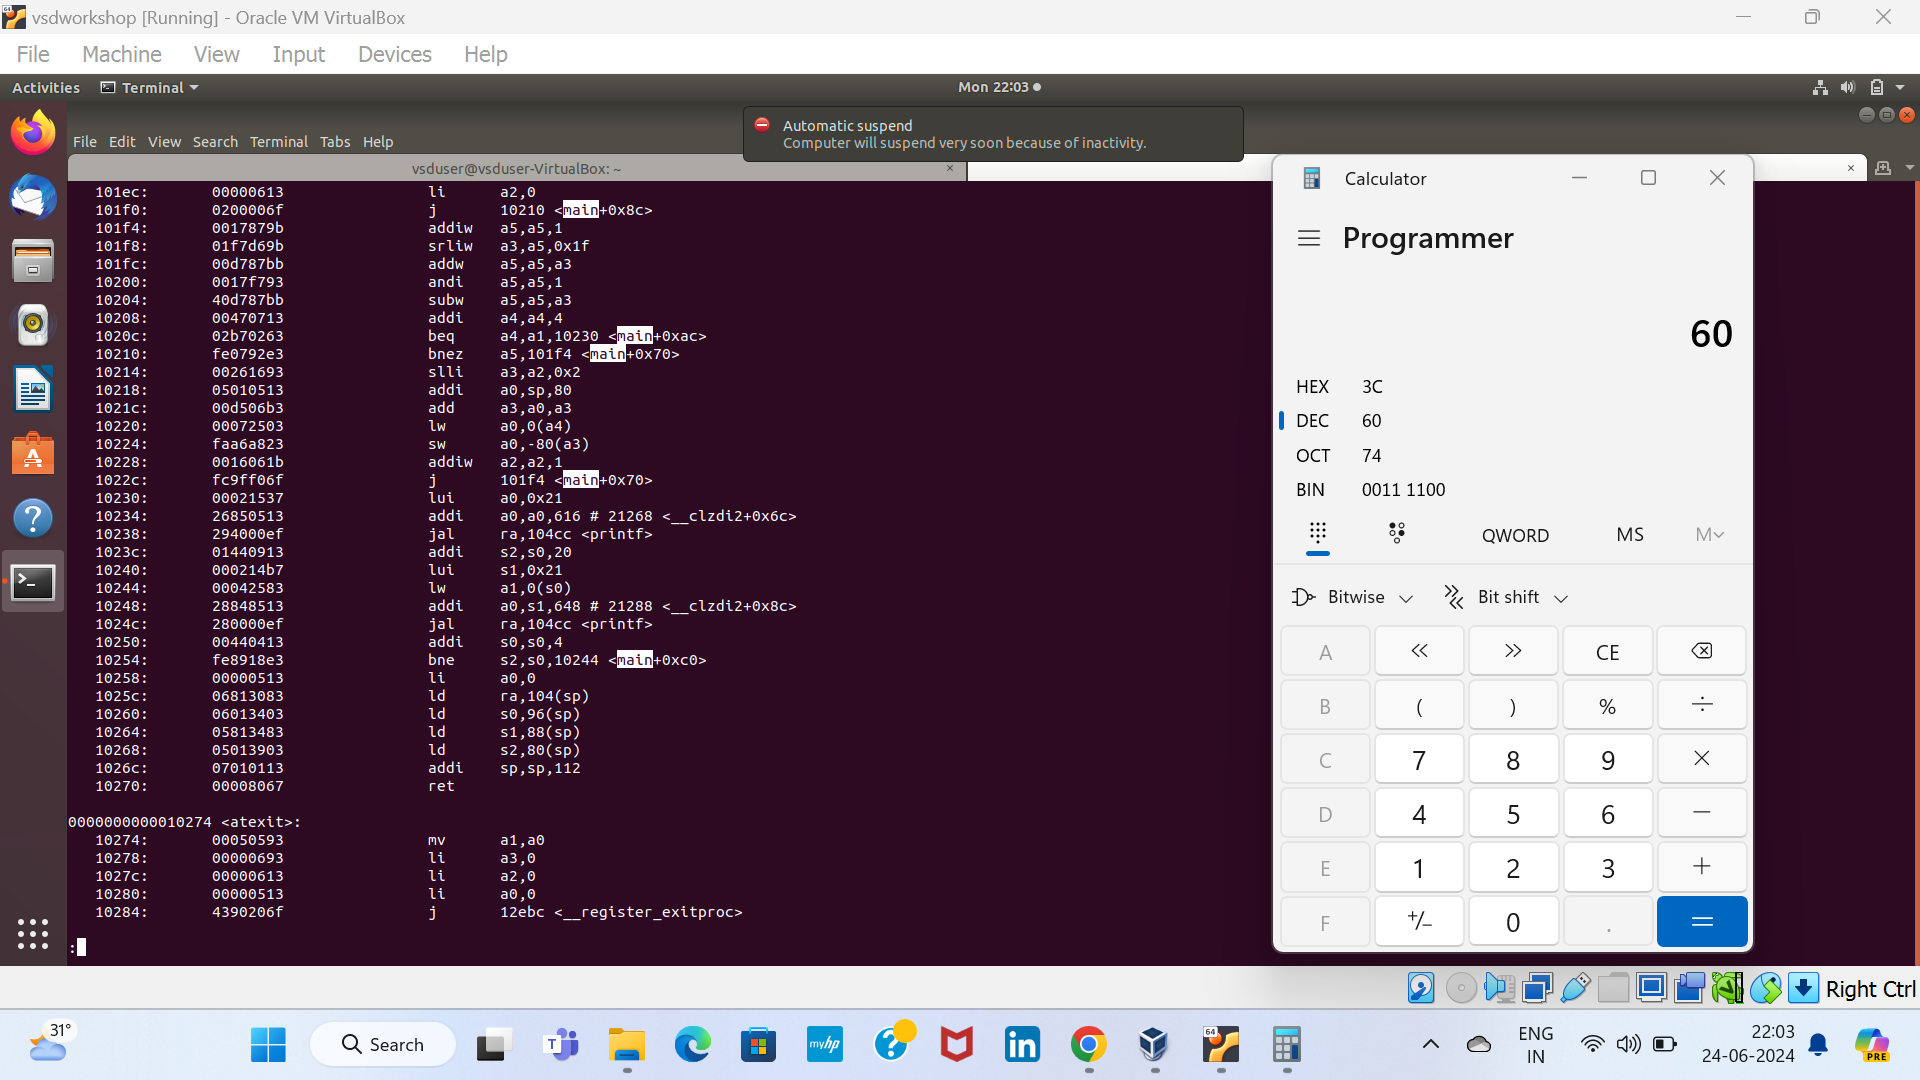 vsdworkshop [Running] - Oracle VM VirtualBox
File Machine View Input Devices Help
Activities Terminal Mon 22:03
Automatic suspend
Computer will suspend very soon because of inactivity.
File Edit View Search Terminal Tabs Help
vsduser@vsduser-VirtualBox: ~
101ec: 00000613 li a2,0
101f0: 0200006f j 10210 <main+0x8c>
101f4: 0017879b addiw a5,a5,1
101f8: 01f7d69b srliw a3,a5,0x1f
101fc: 00d787bb addw a5,a5,a3
10200: 0017f793 andi a5,a5,1
10204: 40d787bb subw a5,a5,a3
10208: 00470713 addi a4,a4,4
1020c: 02b70263 beq a4,a1,10230 <main+0xac>
10210: fe0792e3 bnez a5,101f4 <main+0x70>
10214: 00261693 slli a3,a2,0x2
10218: 05010513 addi a0,sp,80
1021c: 00d506b3 add a3,a0,a3
10220: 00072503 lw a0,0(a4)
10224: faa6a823 sw a0,-80(a3)
10228: 0016061b addiw a2,a2,1
1022c: fc9ff06f j 101f4 <main+0x70>
10230: 00021537 lui a0,0x21
10234: 26850513 addi a0,a0,616 # 21268 <__clzdi2+0x6c>
10238: 294000ef jal ra,104cc <printf>
1023c: 01440913 addi s2,s0,20
10240: 000214b7 lui s1,0x21
10244: 00042583 lw a1,0(s0)
10248: 28848513 addi a0,s1,648 # 21288 <__clzdi2+0x8c>
1024c: 280000ef jal ra,104cc <printf>
10250: 00440413 addi s0,s0,4
10254: fe8918e3 bne s2,s0,10244 <main+0xc0>
10258: 00000513 li a0,0
1025c: 06813083 ld ra,104(sp)
10260: 06013403 ld s0,96(sp)
10264: 05813483 ld s1,88(sp)
10268: 05013903 ld s2,80(sp)
1026c: 07010113 addi sp,sp,112
10270: 00008067 ret
0000000000010274 <atexit>:
10274: 00050593 mv a1,a0
10278: 00000693 li a3,0
1027c: 00000613 li a2,0
10280: 00000513 li a0,0
10284: 4390206f j 12ebc <__register_exitproc>
:
Calculator
Programmer
60
HEX 3C
DEC 60
OCT 74
BIN 0011 1100
QWORD MS M
Bitwise Bit shift
A « » CE
B ( ) % ÷
C 7 8 9 ×
D 4 5 6 −
E 1 2 3 +
F +/− 0 . =
Right Ctrl
31°
Search
T
myhp
?
in
64
ENG
IN
22:03
24-06-2024
PRE